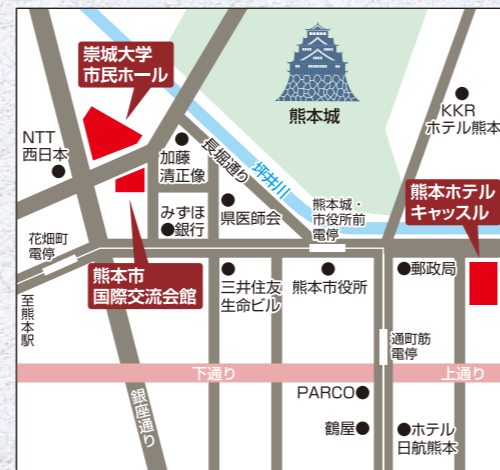 崇城大学
市民ホール
熊本城
KKR
ホテル熊本
NTT
西日本
加藤
清正像
長堀通り
坪井川
熊本ホテル
キャッスル
みずほ
銀行
県医師会
熊本城・
市役所前
電停
花畑町
電停
熊本市
国際交流会館
三井住友
生命ビル
熊本市役所
郵政局
至熊本駅
通町筋
電停
下通り
上通り
銀座通り
PARCO
鶴屋
ホテル
日航熊本